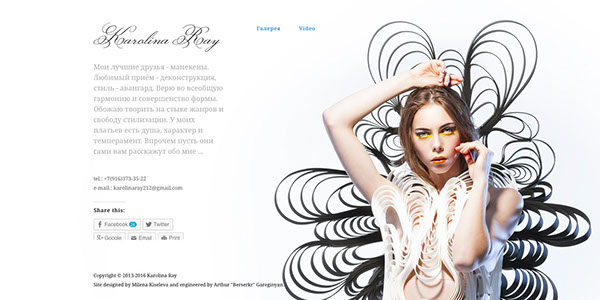 Karolina Ray
Галерея Video
Мои лучшие друзья - манекены.
Любимый приём - деконструкция,
стиль - авангард. Верю во всеобщую
гармонию и совершенство формы.
Обожаю творить на стыке жанров и
свободу стилизации. У моих
платьев есть душа, характер и
темперамент. Впрочем пусть они
сами вам расскажут обо мне ...
tel.: +7(916)373-35-22
e-mail.: karolinaray212@gmail.com
Share this:
Facebook 28 Twitter
Google Email Print
Copyright © 2013-2016 Karolina Ray
Site designed by Milena Kiseleva and engineered by Arthur "Berserkr" Gareginyan.